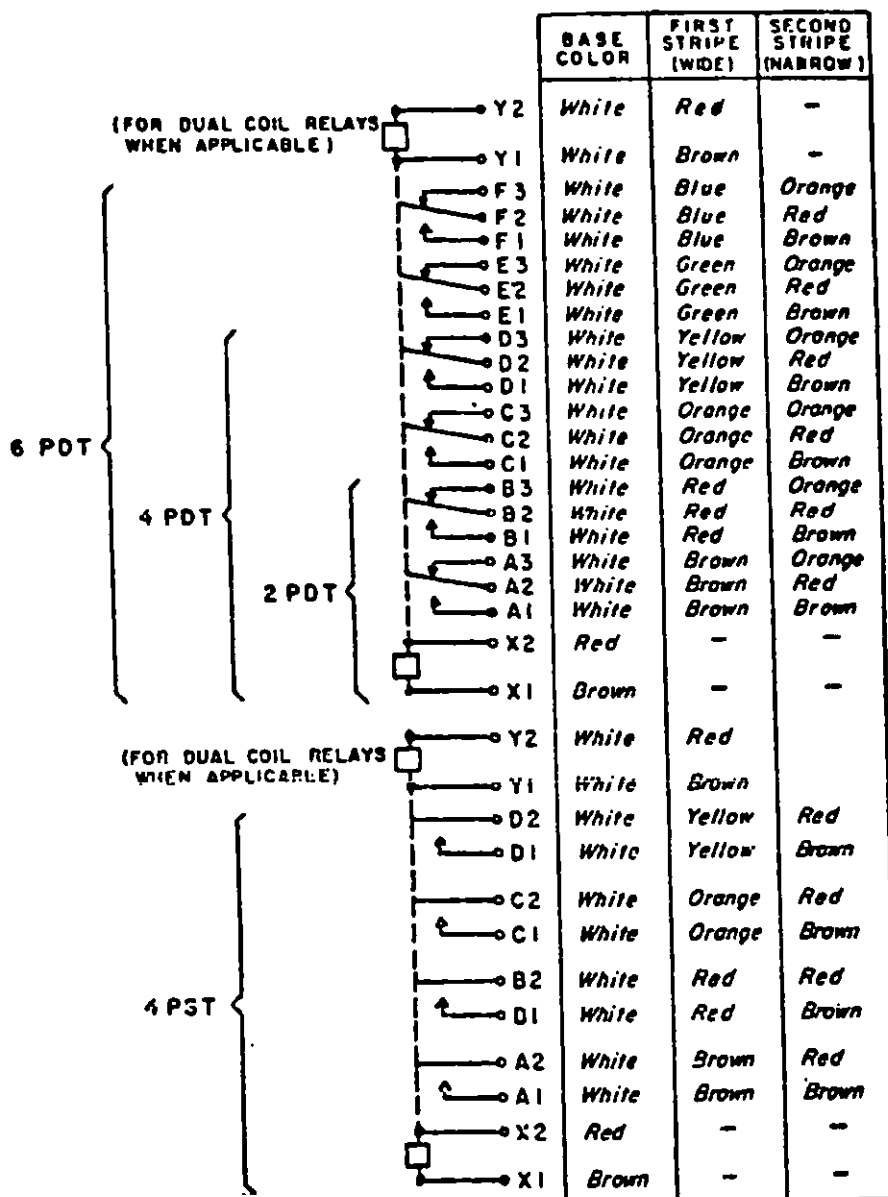 BASE COLOR FIRST STRIPE (WIDE) SECOND STRIPE (NARROW)
(FOR DUAL COIL RELAYS WHEN APPLICABLE)
Y2 White Red -
Y1 White Brown -
F3 White Blue Orange
F2 White Blue Red
F1 White Blue Brown
E3 White Green Orange
E2 White Green Red
E1 White Green Brown
D3 White Yellow Orange
D2 White Yellow Red
D1 White Yellow Brown
C3 White Orange Orange
6 PDT
C2 White Orange Red
C1 White Orange Brown
B3 White Red Orange
4 PDT
B2 White Red Red
B1 White Red Brown
A3 White Brown Orange
2 PDT
A2 White Brown Red
A1 White Brown Brown
X2 Red - -
X1 Brown - -
(FOR DUAL COIL RELAYS WHEN APPLICABLE)
Y2 White Red
Y1 White Brown
D2 White Yellow Red
D1 White Yellow Brown
C2 White Orange Red
C1 White Orange Brown
B2 White Red Red
4 PST
D1 White Red Brown
A2 White Brown Red
A1 White Brown Brown
X2 Red - -
X1 Brown - -